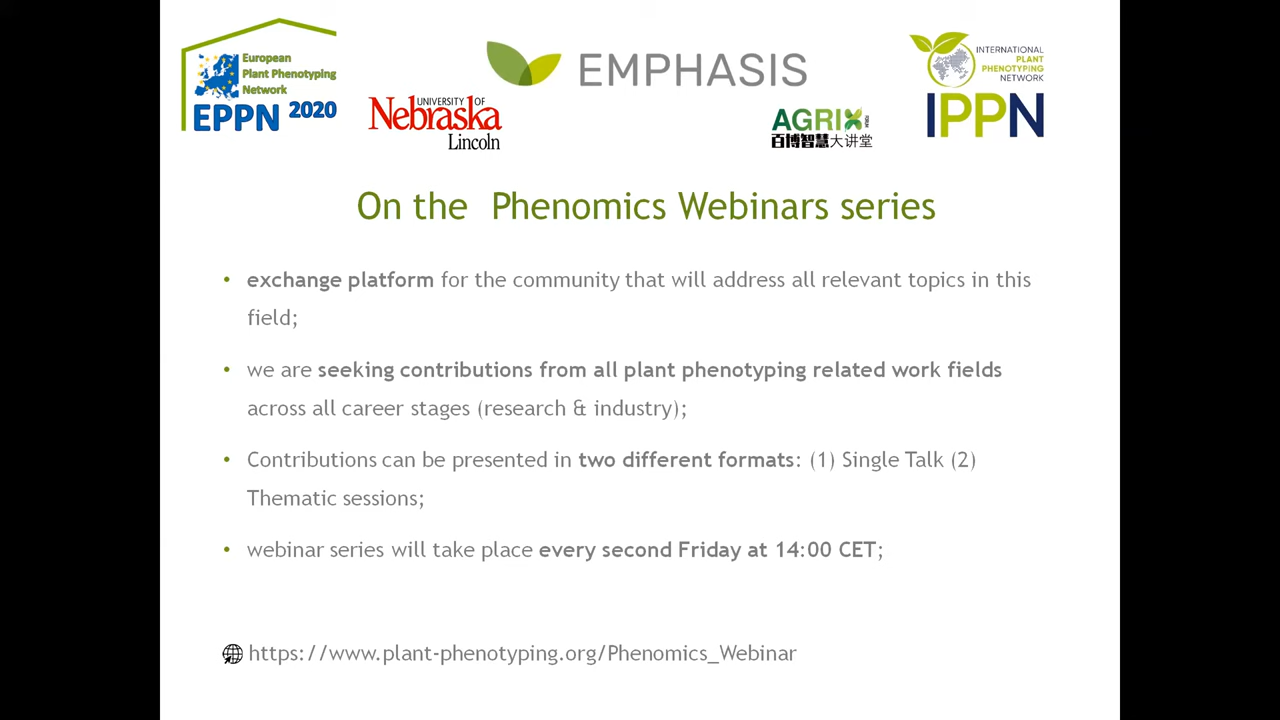 European
Plant Phenotyping
Network
EPPN 2020
UNIVERSITY OF
Nebraska
Lincoln
EMPHASIS
AGRIX
百博智慧大讲堂
INTERNATIONAL
PLANT
PHENOTYPING
NETWORK
IPPN
On the Phenomics Webinars series
• exchange platform for the community that will address all relevant topics in this
field;
• we are seeking contributions from all plant phenotyping related work fields
across all career stages (research & industry);
• Contributions can be presented in two different formats: (1) Single Talk (2)
Thematic sessions;
• webinar series will take place every second Friday at 14:00 CET;
https://www.plant-phenotyping.org/Phenomics_Webinar